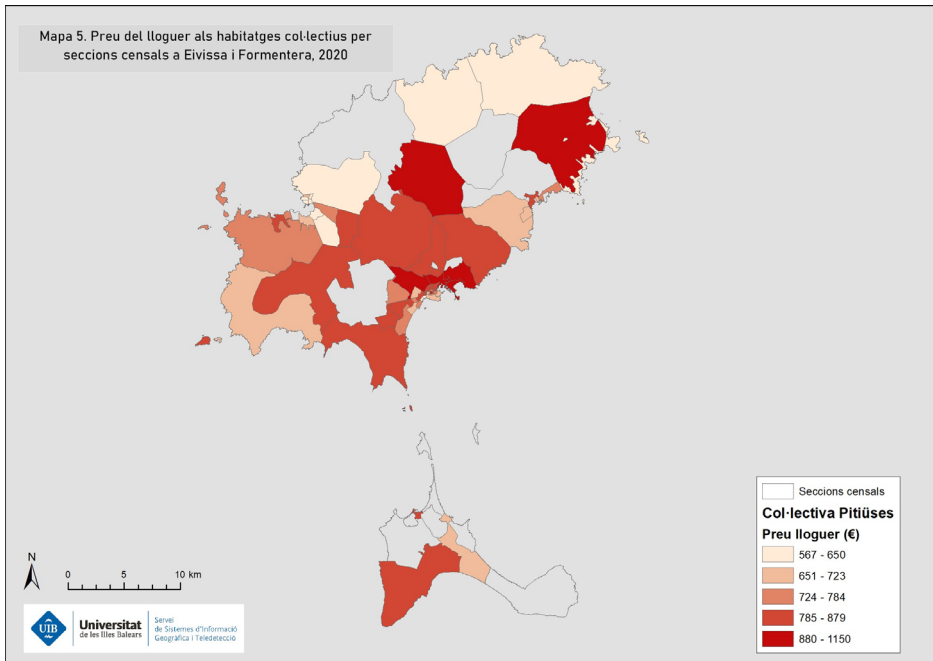 Mapa 5. Preu del lloguer als habitatges col·lectius per
seccions censals a Eivissa i Formentera, 2020
Seccions censals
Col·lectiva Pitiüses
Preu lloguer (€)
567 - 650
651 - 723
724 - 784
785 - 879
880 - 1150
N
0 5 10 km
UIB
Universitat
de les Illes Balears
Servei
de Sistemes d'Informació
Geogràfica i Teledetecció